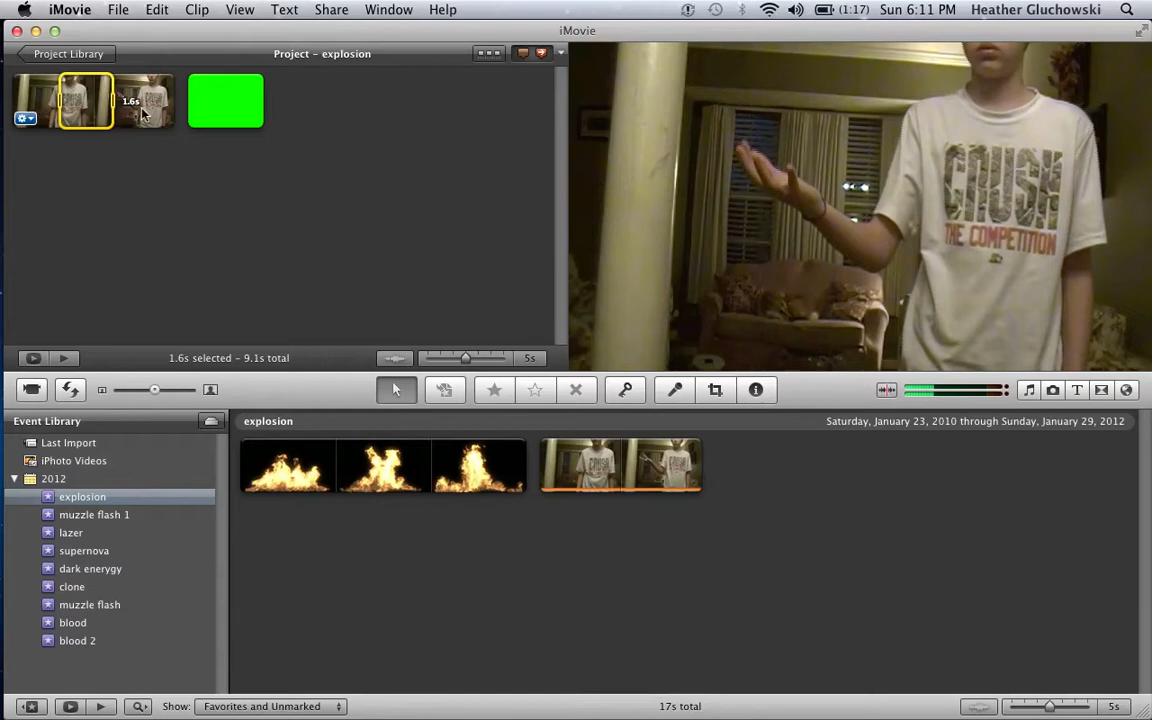 iMovie File Edit Clip View Text Share Window Help (1:17) Sun 6:11 PM Heather Gluchowski
iMovie
Project Library Project - explosion
1.6s
CRUSH
THE COMPETITION
1.6s selected - 9.1s total 5s
Event Library explosion Saturday, January 23, 2010 through Sunday, January 29, 2012
Last Import
iPhoto Videos
2012
explosion
muzzle flash 1
lazer
supernova
dark enerygy
clone
muzzle flash
blood
blood 2
Show: Favorites and Unmarked 17s total 5s